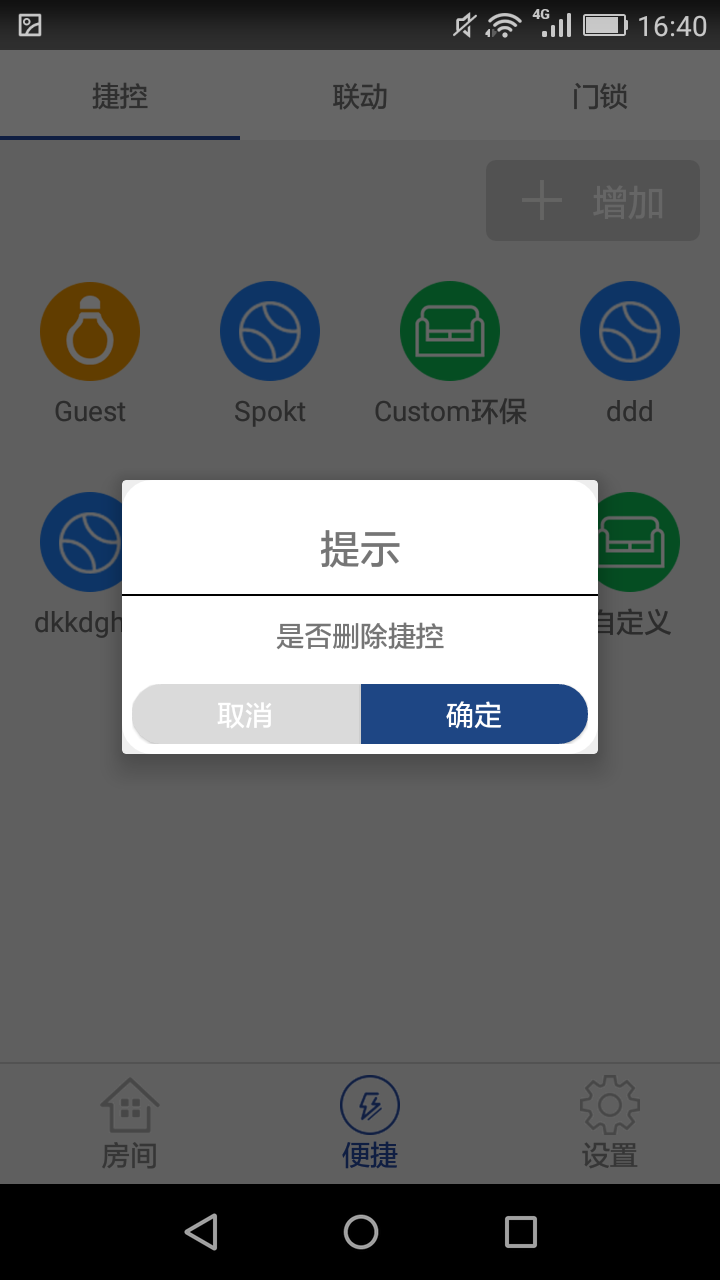 4G 16:40
捷控 联动 门锁
增加
Guest Spokt Custom环保 ddd
dkkdgh 自定义
提示
是否删除捷控
取消 确定
房间 便捷 设置